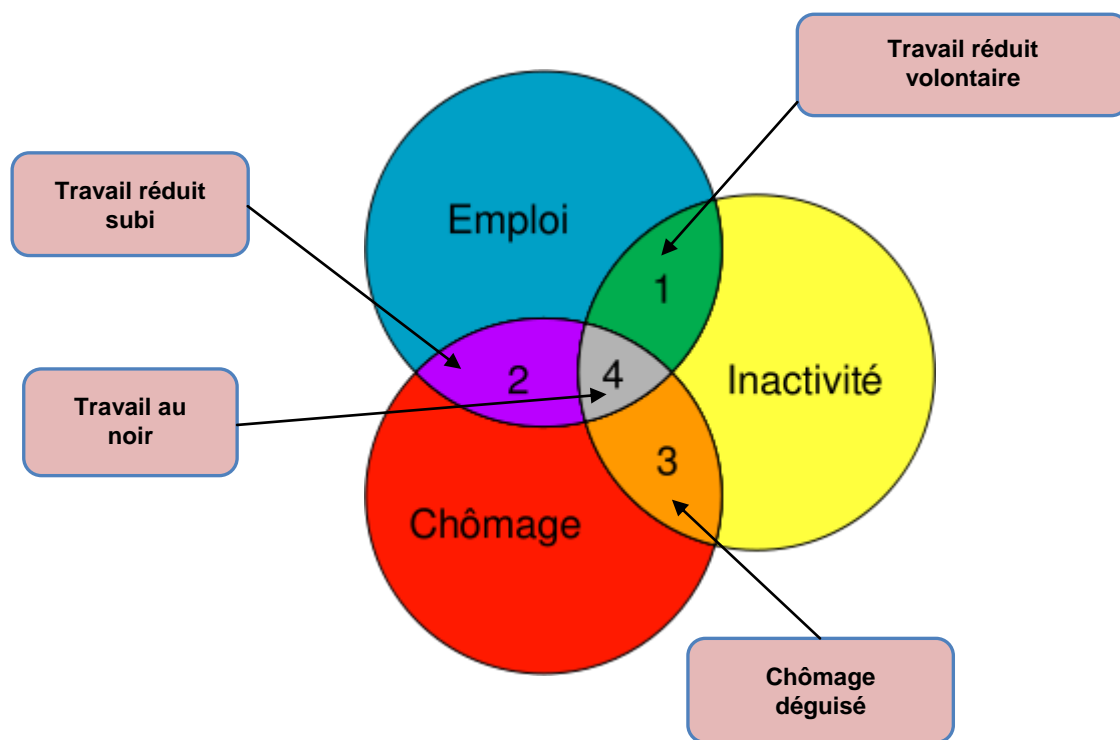 Travail réduit
volontaire
Travail réduit
subi
Emploi
1
Inactivité
2
4
Travail au
noir
3
Chômage
Chômage
déguisé